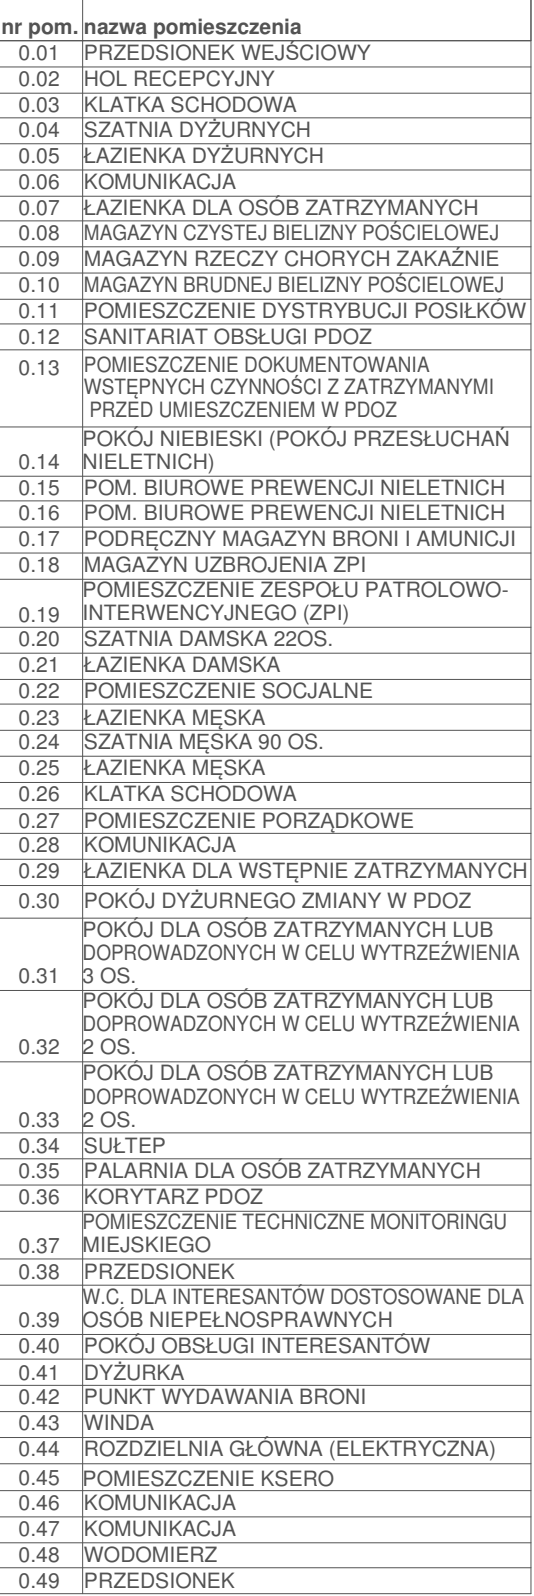 nr pom. nazwa pomieszczenia
0.01 PRZEDSIONEK WEJŚCIOWY
0.02 HOL RECEPCYJNY
0.03 KLATKA SCHODOWA
0.04 SZATNIA DYŻURNYCH
0.05 ŁAZIENKA DYŻURNYCH
0.06 KOMUNIKACJA
0.07 ŁAZIENKA DLA OSÓB ZATRZYMANYCH
0.08 MAGAZYN CZYSTEJ BIELIZNY POŚCIELOWEJ
0.09 MAGAZYN RZECZY CHORYCH ZAKAŹNIE
0.10 MAGAZYN BRUDNEJ BIELIZNY POŚCIELOWEJ
0.11 POMIESZCZENIE DYSTRYBUCJI POSIŁKÓW
0.12 SANITARIAT OBSŁUGI PDOZ
0.13 POMIESZCZENIE DOKUMENTOWANIA
WSTĘPNYCH CZYNNOŚCI Z ZATRZYMANYMI
PRZED UMIESZCZENIEM W PDOZ
POKÓJ NIEBIESKI (POKÓJ PRZESŁUCHAŃ
0.14 NIELETNICH)
0.15 POM. BIUROWE PREWENCJI NIELETNICH
0.16 POM. BIUROWE PREWENCJI NIELETNICH
0.17 PODRĘCZNY MAGAZYN BRONI I AMUNICJI
0.18 MAGAZYN UZBROJENIA ZPI
POMIESZCZENIE ZESPOŁU PATROLOWO-
0.19 INTERWENCYJNEGO (ZPI)
0.20 SZATNIA DAMSKA 22OS.
0.21 ŁAZIENKA DAMSKA
0.22 POMIESZCZENIE SOCJALNE
0.23 ŁAZIENKA MĘSKA
0.24 SZATNIA MĘSKA 90 OS.
0.25 ŁAZIENKA MĘSKA
0.26 KLATKA SCHODOWA
0.27 POMIESZCZENIE PORZĄDKOWE
0.28 KOMUNIKACJA
0.29 ŁAZIENKA DLA WSTĘPNIE ZATRZYMANYCH
0.30 POKÓJ DYŻURNEGO ZMIANY W PDOZ
POKÓJ DLA OSÓB ZATRZYMANYCH LUB
DOPROWADZONYCH W CELU WYTRZEŹWIENIA
0.31 3 OS.
POKÓJ DLA OSÓB ZATRZYMANYCH LUB
DOPROWADZONYCH W CELU WYTRZEŹWIENIA
0.32 2 OS.
POKÓJ DLA OSÓB ZATRZYMANYCH LUB
DOPROWADZONYCH W CELU WYTRZEŹWIENIA
0.33 2 OS.
0.34 SUŁTEP
0.35 PALARNIA DLA OSÓB ZATRZYMANYCH
0.36 KORYTARZ PDOZ
POMIESZCZENIE TECHNICZNE MONITORINGU
0.37 MIEJSKIEGO
0.38 PRZEDSIONEK
W.C. DLA INTERESANTÓW DOSTOSOWANE DLA
0.39 OSÓB NIEPEŁNOSPRAWNYCH
0.40 POKÓJ OBSŁUGI INTERESANTÓW
0.41 DYŻURKA
0.42 PUNKT WYDAWANIA BRONI
0.43 WINDA
0.44 ROZDZIELNIA GŁÓWNA (ELEKTRYCZNA)
0.45 POMIESZCZENIE KSERO
0.46 KOMUNIKACJA
0.47 KOMUNIKACJA
0.48 WODOMIERZ
0.49 PRZEDSIONEK